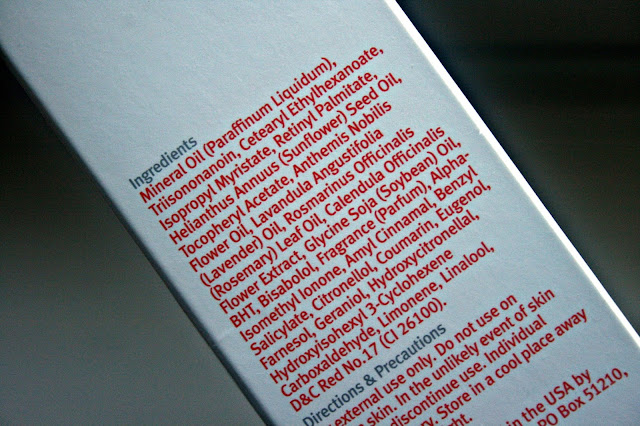 Ingredients
Mineral Oil (Paraffinum Liquidum),
Triisononanoin, Cetearyl Ethylhexanoate,
Isopropyl Myristate, Retinyl Palmitate,
Helianthus Annuus (Sunflower) Seed Oil,
Tocopheryl Acetate, Anthemis Nobilis
Flower Oil, Lavandula Angustifolia
(Lavender) Oil, Rosmarinus Officinalis
(Rosemary) Leaf Oil, Calendula Officinalis
Flower Extract, Glycine Soja (Soybean) Oil,
BHT, Bisabolol, Fragrance (Parfum), Alpha-
Isomethyl Ionone, Amyl Cinnamal, Benzyl
Salicylate, Citronellol, Coumarin, Eugenol,
Farnesol, Geraniol, Hydroxycitronellal,
Hydroxyisohexyl 3-Cyclohexene
Carboxaldehyde, Limonene, Linalool,
D&C Red No.17 (CI 26100).
Directions & Precautions
external use only. Do not use on
skin. In the unlikely event of skin
discontinue use. Individual
Store in a cool place away
in the USA by
PO Box 51210,